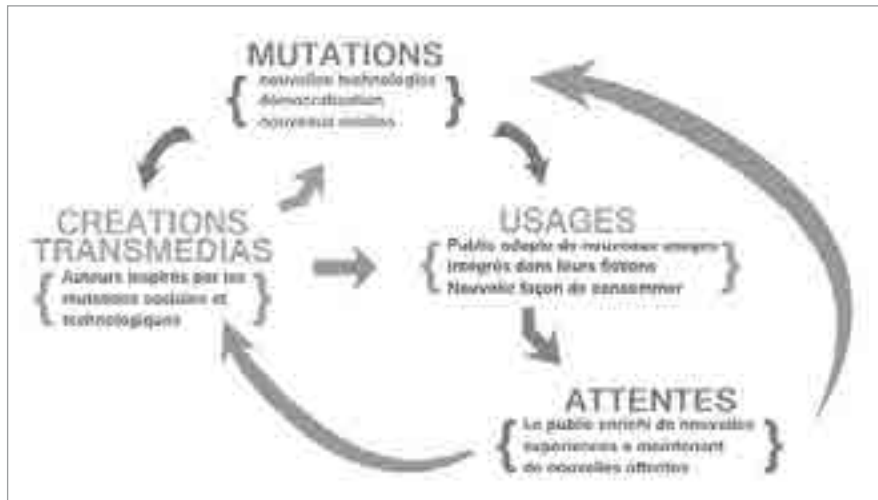 MUTATIONS
nouvelles technologies
démocratisation
nouveaux médias
CREATIONS
TRANSMEDIAS
Auteurs inspirés par les
mutations sociales et
technologiques
USAGES
Public adopte de nouveaux usages
intégrés dans leurs fictions
Nouvelle façon de consommer
ATTENTES
Le public enrichi de nouvelles
expériences a maintenant
de nouvelles attentes